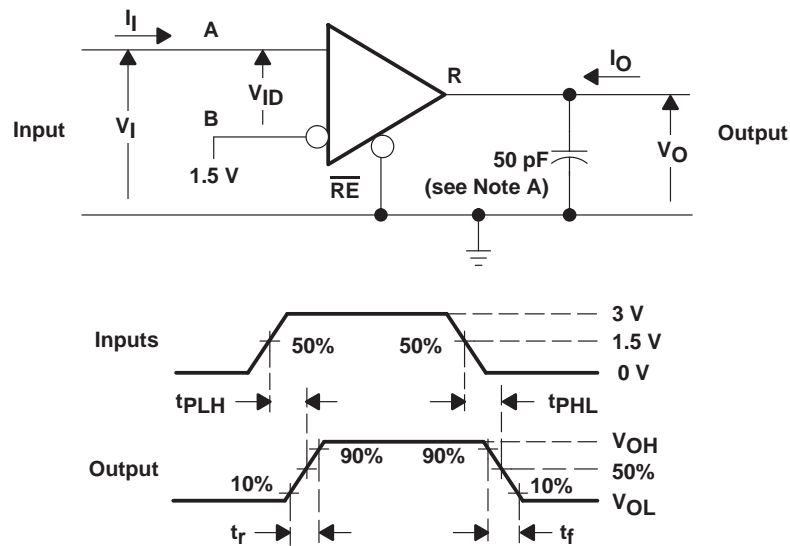 I_I
A
R
I_O
V_ID
Input
V_I
B
1.5 V
RE
50 pF
(see Note A)
V_O
Output
3 V
Inputs
50%
50%
1.5 V
0 V
t_PLH
t_PHL
V_OH
Output
90%
90%
50%
10%
10%
V_OL
t_r
t_f